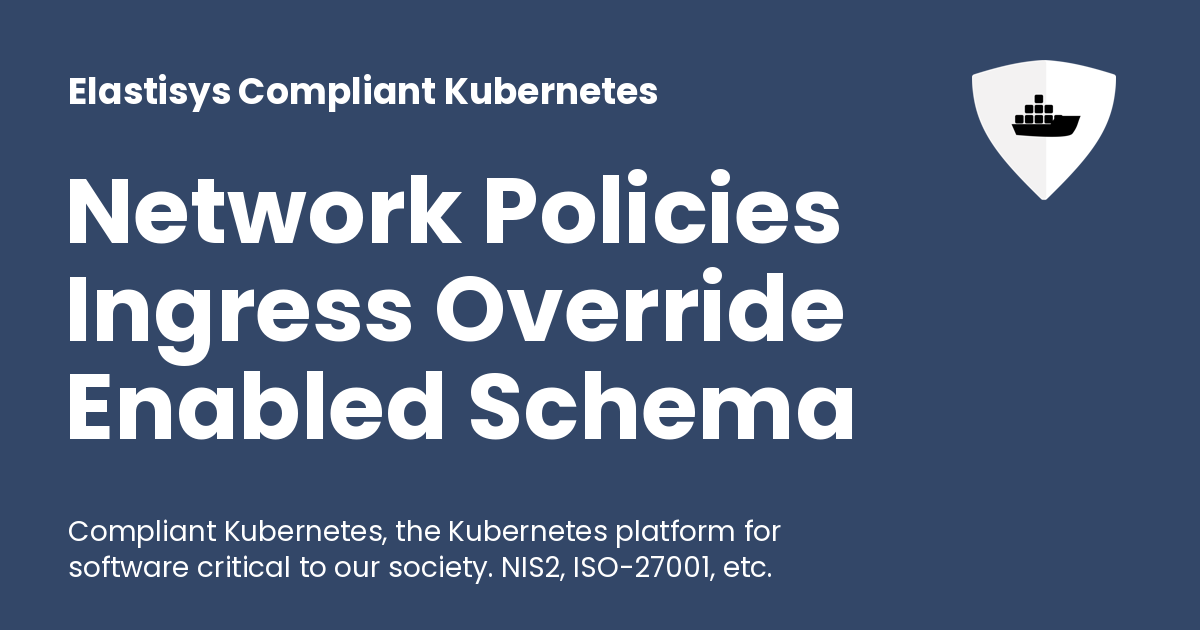 Elastisys Compliant Kubernetes
Network Policies
Ingress Override
Enabled Schema
Compliant Kubernetes, the Kubernetes platform for
software critical to our society. NIS2, ISO-27001, etc.